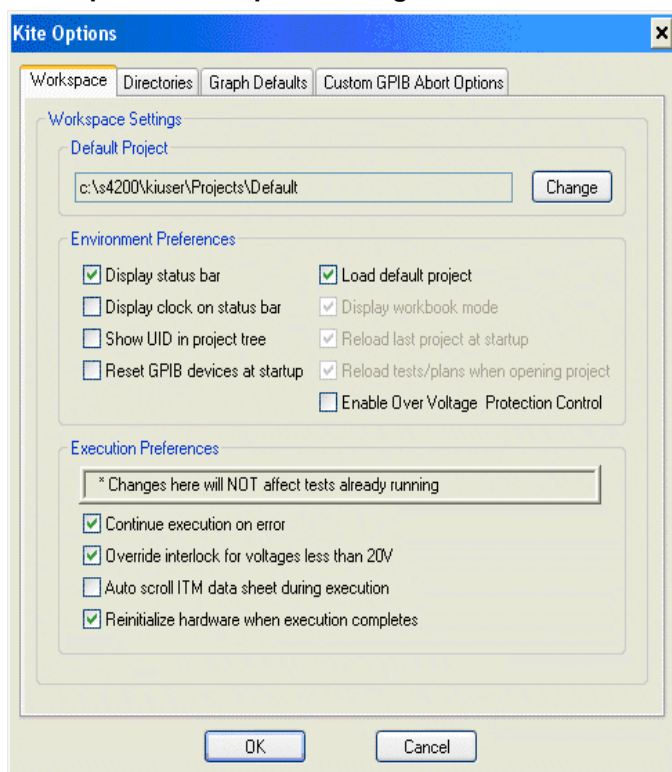 Kite Options
Workspace Directories Graph Defaults Custom GPIB Abort Options
Workspace Settings
Default Project
c:\s4200\kiuser\Projects\Default Change
Environment Preferences
Display status bar Load default project
Display clock on status bar Display workbook mode
Show UID in project tree Reload last project at startup
Reset GPIB devices at startup Reload tests/plans when opening project
Enable Over Voltage Protection Control
Execution Preferences
* Changes here will NOT affect tests already running
Continue execution on error
Override interlock for voltages less than 20V
Auto scroll ITM data sheet during execution
Reinitialize hardware when execution completes
OK Cancel